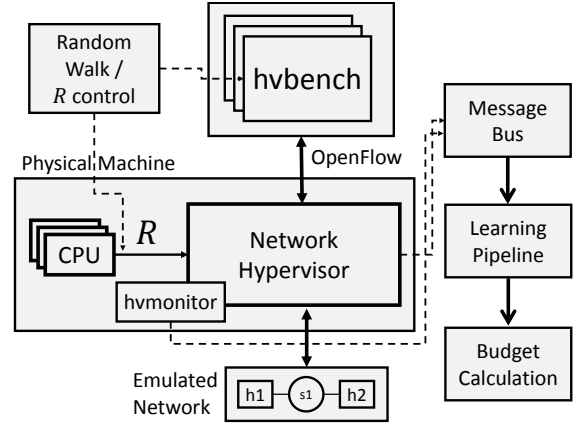 Random
Walk /
R control
hvbench
Message
Bus
OpenFlow
Physical Machine
CPU
R
Network
Hypervisor
hvmonitor
Learning
Pipeline
Emulated
Network
h1
s1
h2
Budget
Calculation